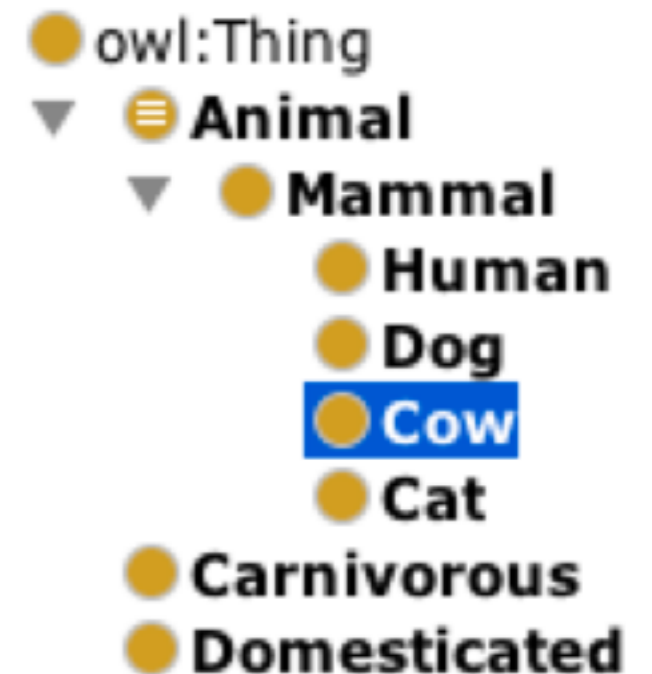 owl:Thing
Animal
Mammal
Human
Dog
Cow
Cat
Carnivorous
Domesticated